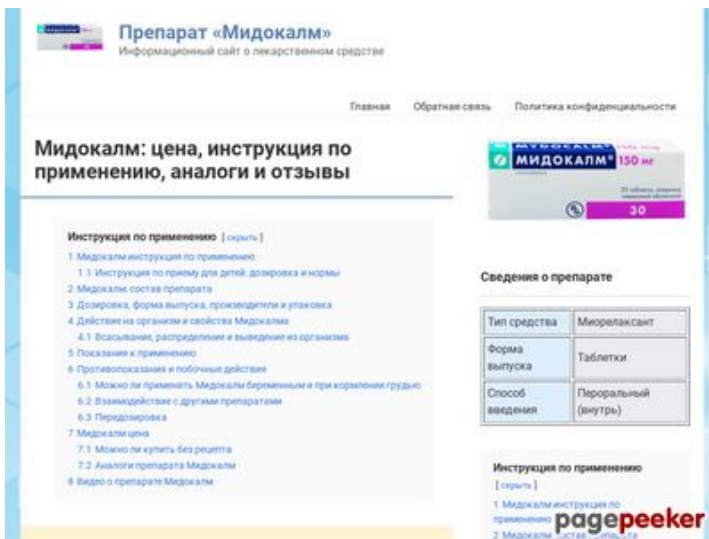 Препарат «Мидокалм»
Информационный сайт о лекарственном средстве
Главная Обратная связь Политика конфиденциальности
Мидокалм: цена, инструкция по
применению, аналоги и отзывы
Инструкция по применению [скрыть]
1 Мидокалм инструкция по применению
1.1 Инструкция по приему для детей: дозировка и нормы
2 Мидокалм: состав препарата
3 Дозировка, форма выпуска, производители и упаковка
4 Действие на организм и свойства Мидокалма
4.1 Всасывание, распределение и выведение из организма
5 Показания к применению
6 Противопоказания и побочные действия
6.1 Можно ли применять Мидокалм беременным и при кормлении грудью
6.2 Взаимодействие с другими препаратами
6.3 Передозировка
7 Мидокалм цена
7.1 Можно ли купить без рецепта
7.2 Аналоги препарата Мидокалм
8 Видео о препарате Мидокалм
МИДОКАЛМ® 150 мг
30
Сведения о препарате
Тип средства Миорелаксант
Форма
выпуска
Таблетки
Способ
введения
Пероральный
(внутрь)
Инструкция по применению
[скрыть]
1 Мидокалм инструкция по
применению
2 Мидокалм: состав препарата
pagepeeker